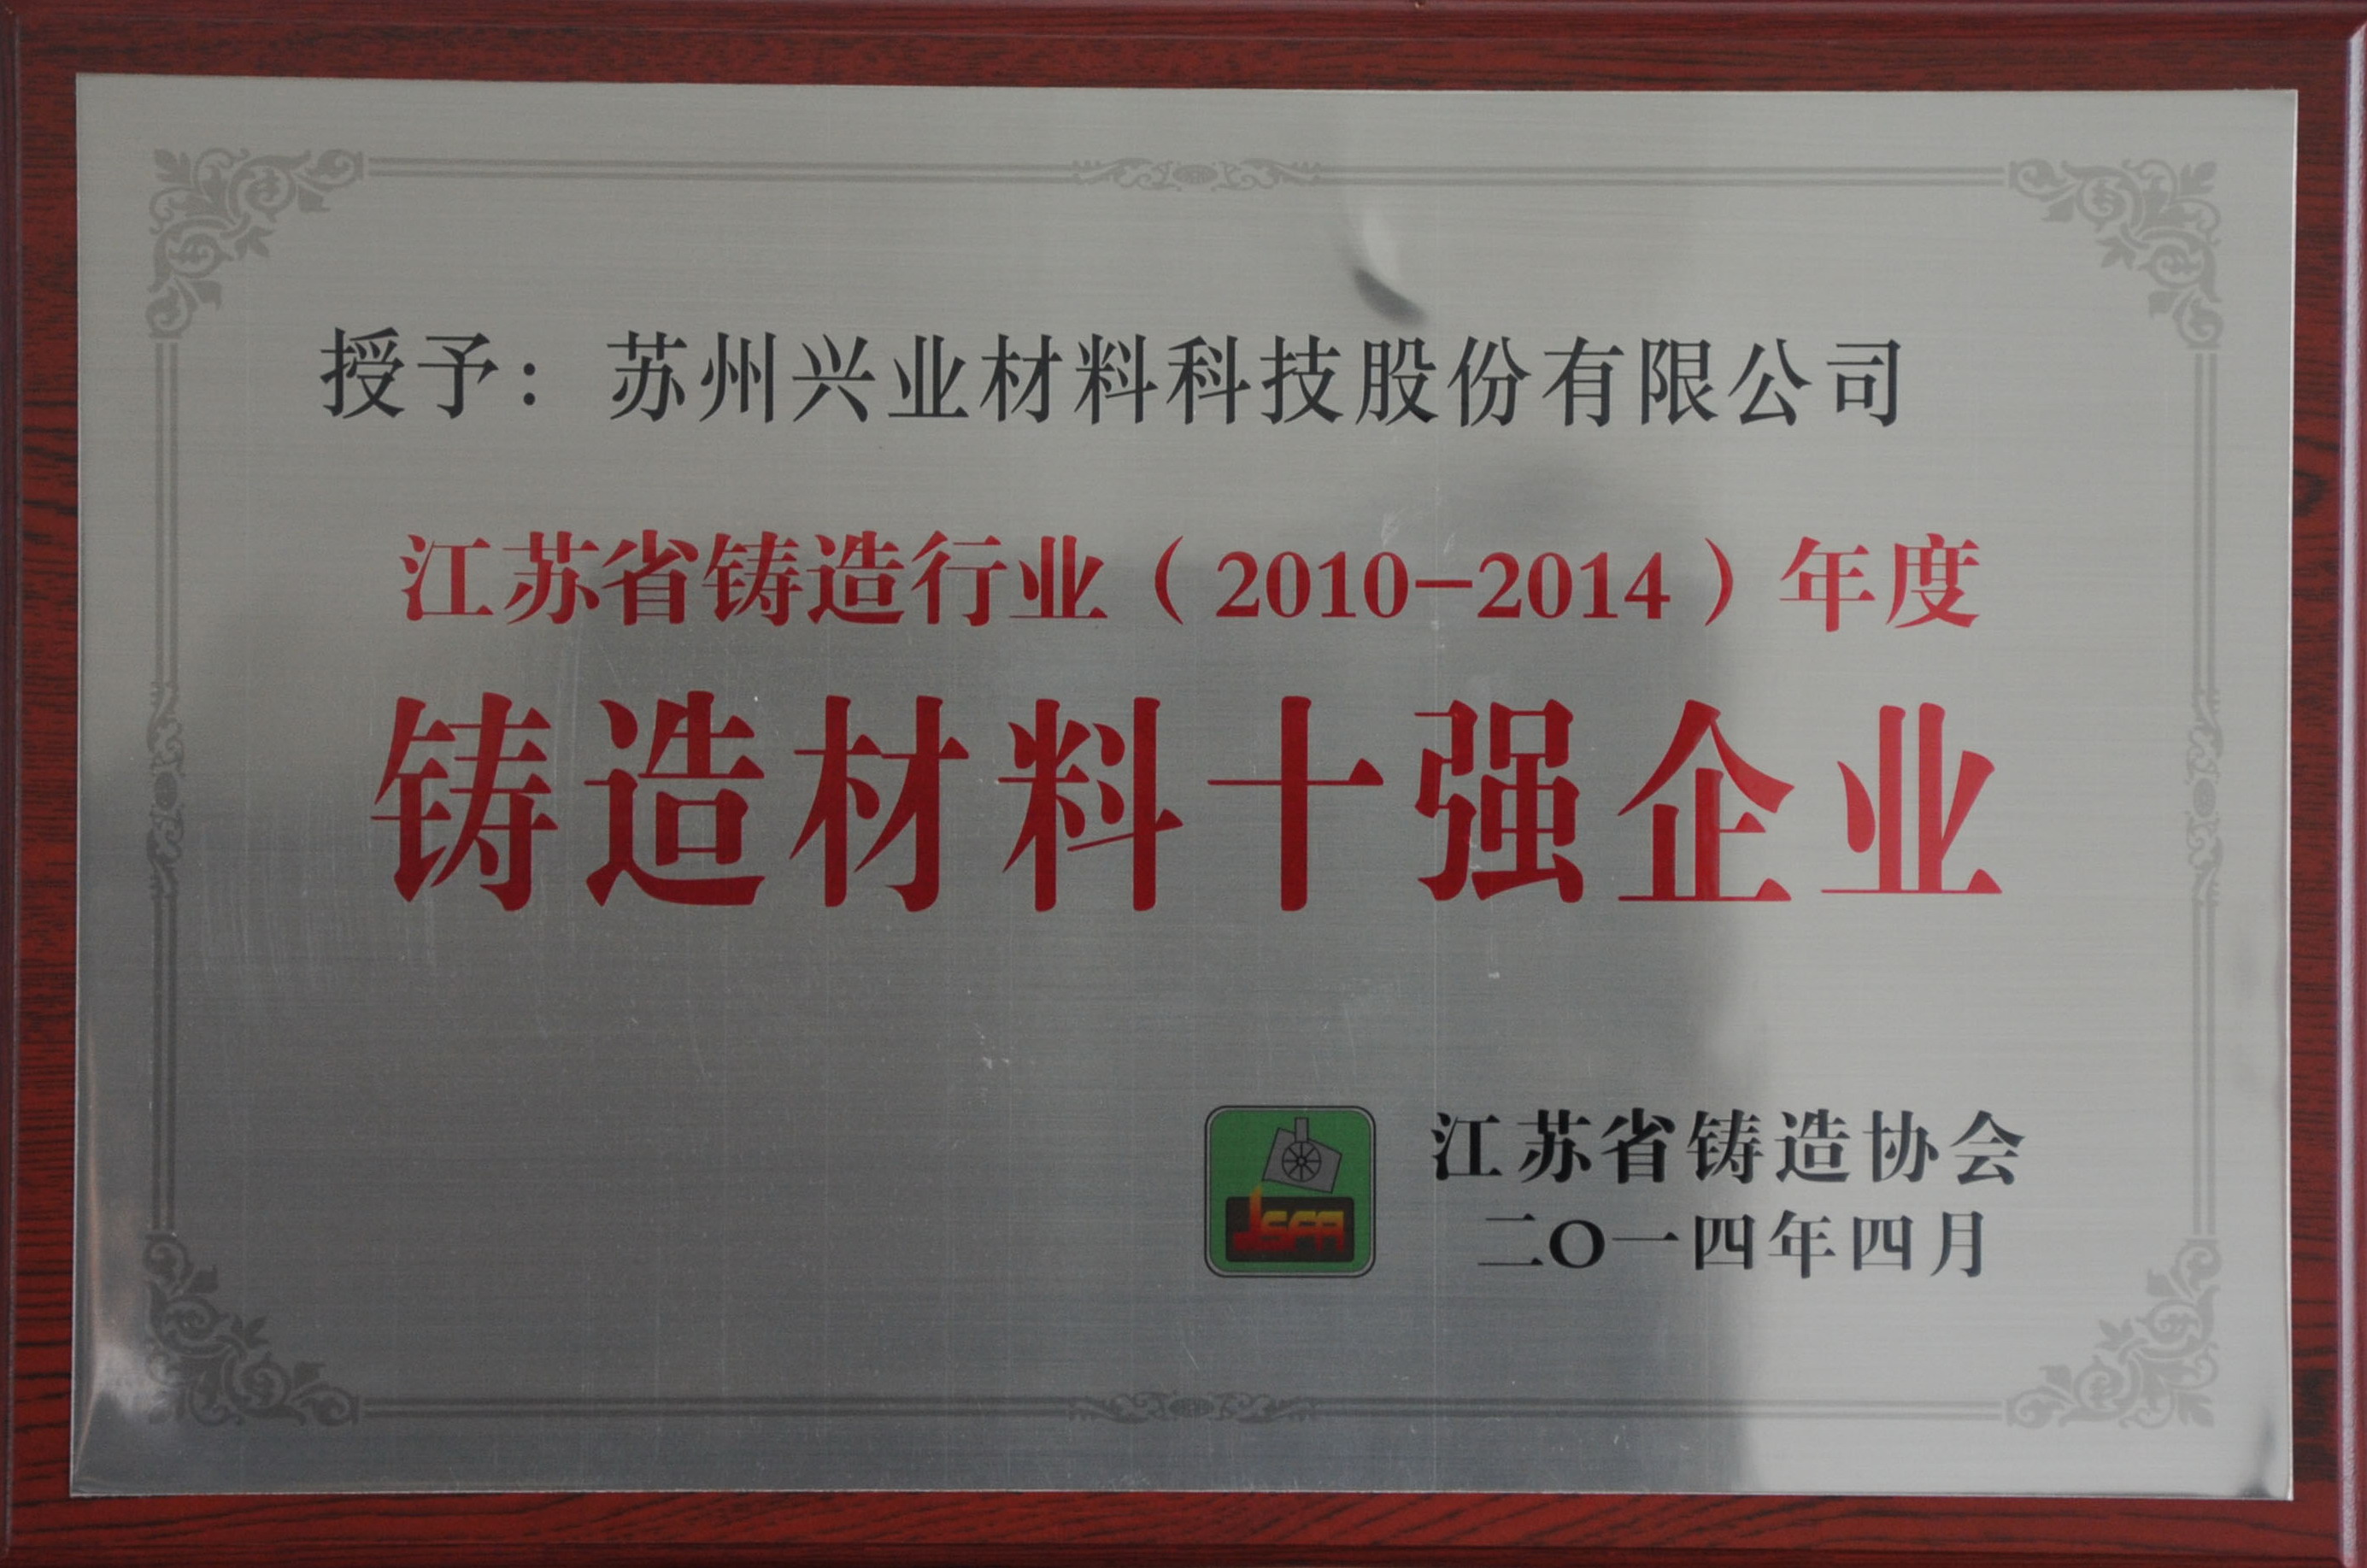 授予：苏州兴业材料科技股份有限公司
江苏省铸造行业（2010-2014）年度
铸造材料十强企业
JSFA
江苏省铸造协会
二〇一四年四月